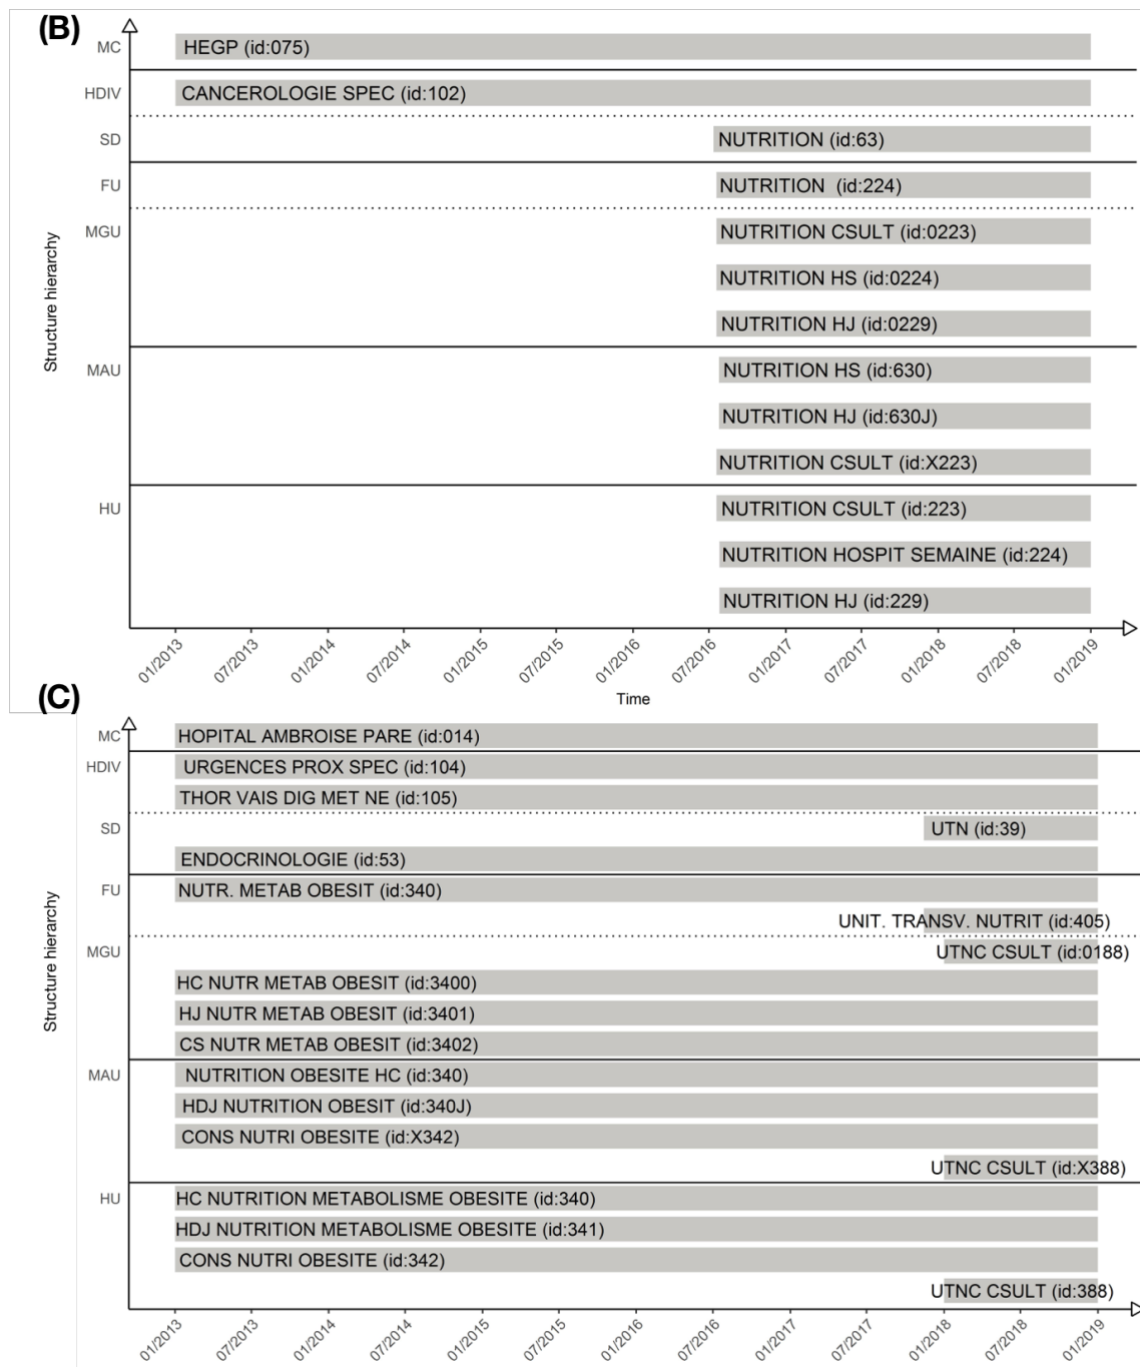 (B)
MC HEGP (id:075)
HDIV CANCEROLOGIE SPEC (id:102)
SD NUTRITION (id:63)
FU NUTRITION (id:224)
MGU NUTRITION CSULT (id:0223)
NUTRITION HS (id:0224)
Structure hierarchy
NUTRITION HJ (id:0229)
MAU NUTRITION HS (id:630)
NUTRITION HJ (id:630J)
NUTRITION CSULT (id:X223)
HU NUTRITION CSULT (id:223)
NUTRITION HOSPIT SEMAINE (id:224)
NUTRITION HJ (id:229)
01/2013 07/2013 01/2014 07/2014 01/2015 07/2015 01/2016 07/2016 01/2017 07/2017 01/2018 07/2018 01/2019
Time
(C)
MC HOPITAL AMBROISE PARE (id:014)
HDIV URGENCES PROX SPEC (id:104)
THOR VAIS DIG MET NE (id:105)
SD UTN (id:39)
ENDOCRINOLOGIE (id:53)
FU NUTR. METAB OBESIT (id:340)
UNIT. TRANSV. NUTRIT (id:405)
MGU UTNC CSULT (id:0188)
Structure hierarchy
HC NUTR METAB OBESIT (id:3400)
HJ NUTR METAB OBESIT (id:3401)
CS NUTR METAB OBESIT (id:3402)
MAU NUTRITION OBESITE HC (id:340)
HDJ NUTRITION OBESIT (id:340J)
CONS NUTRI OBESITE (id:X342)
UTNC CSULT (id:X388)
HU HC NUTRITION METABOLISME OBESITE (id:340)
HDJ NUTRITION METABOLISME OBESITE (id:341)
CONS NUTRI OBESITE (id:342)
UTNC CSULT (id:388)
01/2013 07/2013 01/2014 07/2014 01/2015 07/2015 01/2016 07/2016 01/2017 07/2017 01/2018 07/2018 01/2019